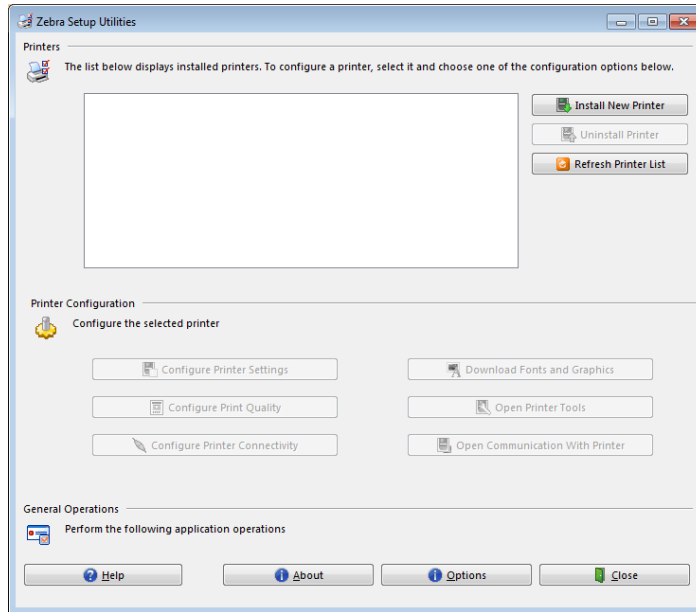 Zebra Setup Utilities
Printers
The list below displays installed printers. To configure a printer, select it and choose one of the configuration options below.
Install New Printer
Uninstall Printer
Refresh Printer List
Printer Configuration
Configure the selected printer
Configure Printer Settings
Download Fonts and Graphics
Configure Print Quality
Open Printer Tools
Configure Printer Connectivity
Open Communication With Printer
General Operations
Perform the following application operations
Help
About
Options
Close